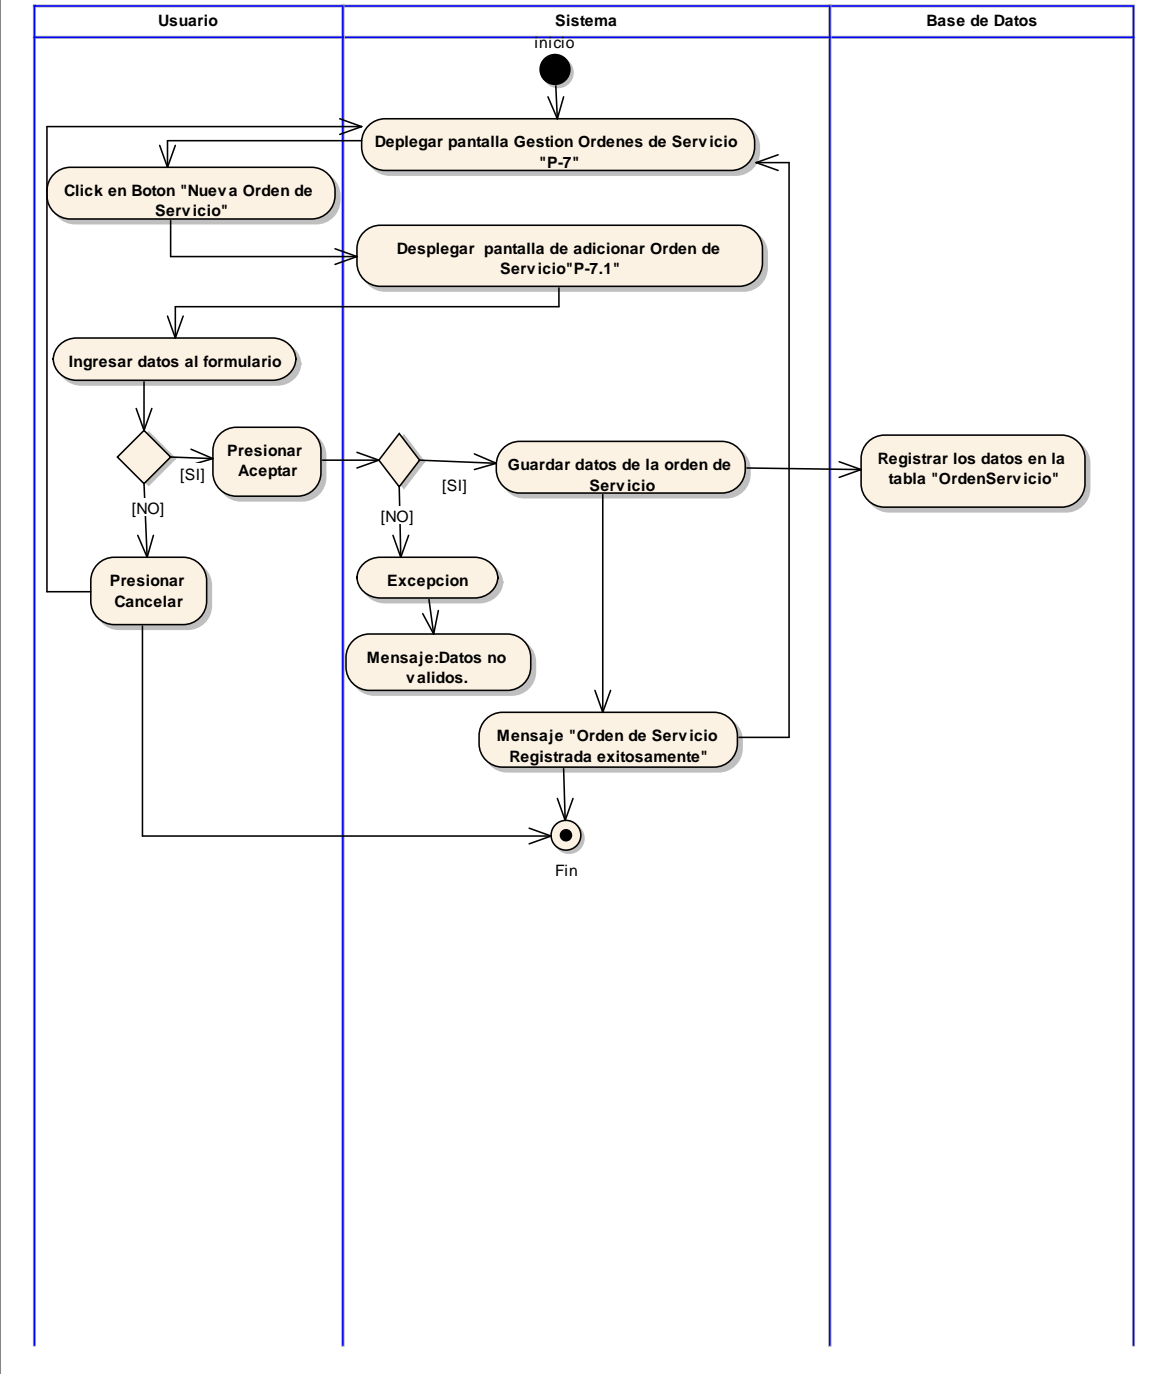 Usuario
Sistema
Base de Datos
inicio
Deplegar pantalla Gestion Ordenes de Servicio
"P-7"
Click en Boton "Nueva Orden de
Servicio"
Desplegar pantalla de adicionar Orden de
Servicio"P-7.1"
Ingresar datos al formulario
Presionar
Aceptar
[SI]
[NO]
Guardar datos de la orden de
Servicio
[SI]
[NO]
Registrar los datos en la
tabla "OrdenServicio"
Presionar
Cancelar
Excepcion
Mensaje:Datos no
validos.
Mensaje "Orden de Servicio
Registrada exitosamente"
Fin